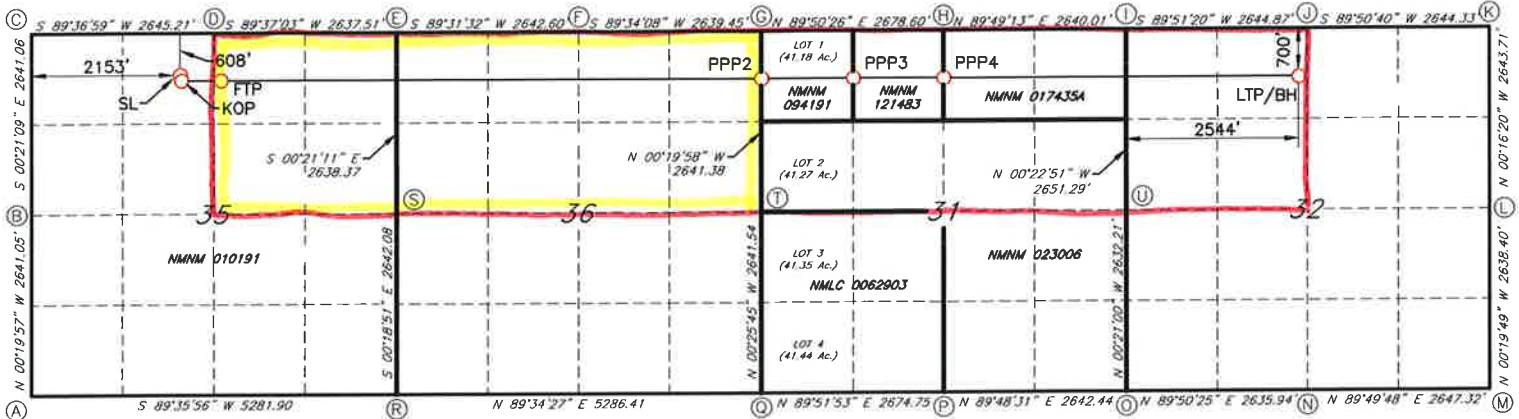 C S 89°36'59" W 2645.21' D S 89°37'03" W 2637.51' E S 89°31'32" W 2642.60' F S 89°34'08" W 2639.45' G N 89°50'26" E 2678.60' H N 89°49'13" E 2640.01' I S 89°51'20" W 2644.87' J S 89°50'40" W 2644.33' K
S 00°21'09" E 2641.06
2153'
608'
SL
KOP
FTP
PPP2
LOT 1
(41.18 Ac.)
PPP3
PPP4
NMNM
094191
NMNM
121483
NMNM 017435A
700'
LTP/BH
2544'
N 00°16'20" W 2643.71'
S 00°21'11" E
2638.37
N 00°19'58" W
2641.38
LOT 2
(41.27 Ac.)
N 00°22'51" W
2651.29'
B
35
S
36
T
31
U
32
L
N 00°19'57" W 2641.05'
NMNM 010191
S 00°18'51" E 2642.08
N 00°25'45" W 2641.54
LOT 3
(41.35 Ac.)
NMLC 0062903
NMNM 023006
N 00°21'00" W 2632.21'
N 00°19'49" W 2638.40'
LOT 4
(41.44 Ac.)
A S 89°35'56" W 5281.90 R N 89°34'27" E 5286.41 Q N 89°51'53" E 2674.75 P N 89°48'31" E 2642.44 O N 89°50'25" E 2635.94' N N 89°49'48" E 2647.32' M